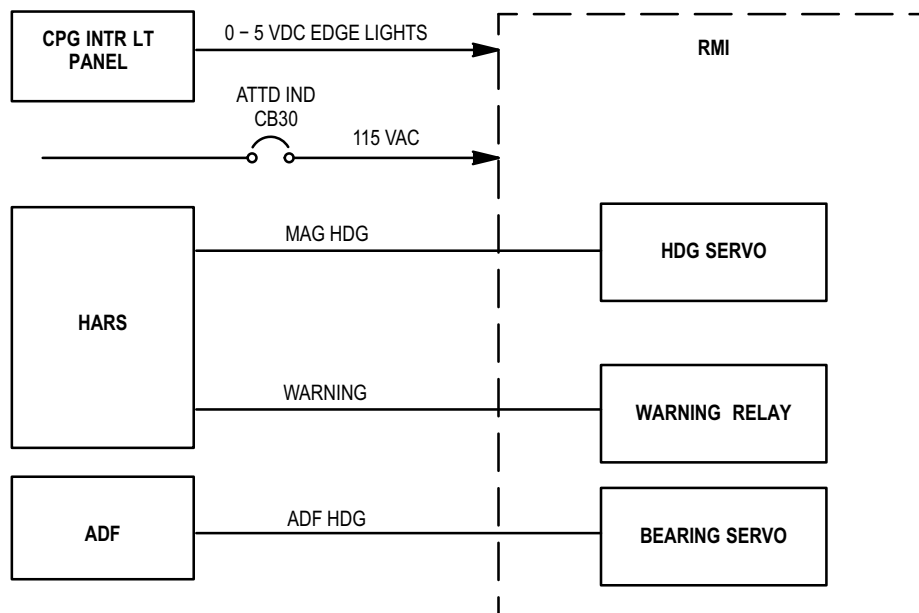 CPG INTR LT
PANEL
0 – 5 VDC EDGE LIGHTS
RMI
ATTD IND
CB30
115 VAC
HARS
MAG HDG
HDG SERVO
WARNING
WARNING RELAY
ADF
ADF HDG
BEARING SERVO